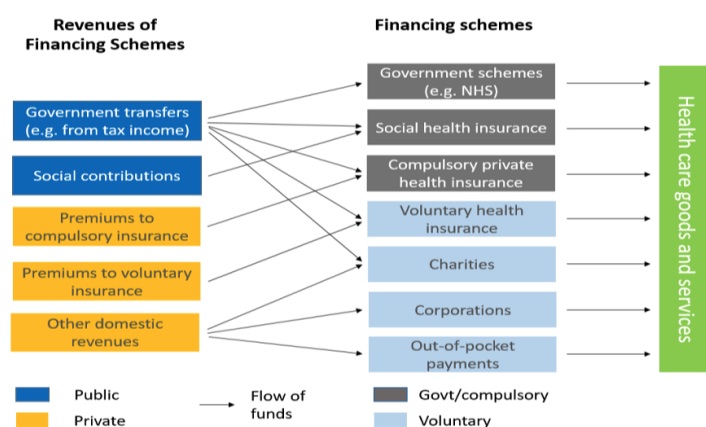 Revenues of
Financing Schemes
Financing schemes
Government transfers
(e.g. from tax income)
Social contributions
Premiums to
compulsory insurance
Premiums to voluntary
insurance
Other domestic
revenues
Government schemes
(e.g. NHS)
Social health insurance
Compulsory private
health insurance
Voluntary health
insurance
Charities
Corporations
Out-of-pocket
payments
Health care goods and services
Public
Private
Flow of
funds
Govt/compulsory
Voluntary